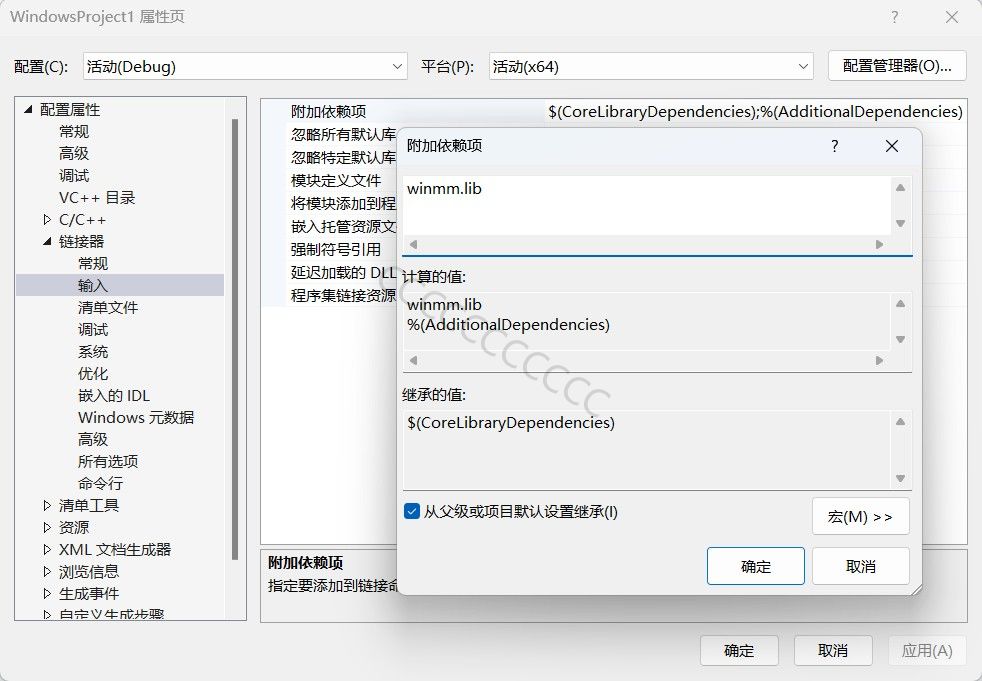 WindowsProject1 属性页
配置(C):
活动(Debug)
平台(P):
活动(x64)
配置管理器(O)...
配置属性
常规
高级
调试
VC++ 目录
C/C++
链接器
常规
输入
清单文件
调试
系统
优化
嵌入的 IDL
Windows 元数据
高级
所有选项
命令行
清单工具
资源
XML 文档生成器
浏览信息
生成事件
自定义生成步骤
附加依赖项
$(CoreLibraryDependencies);%(AdditionalDependencies)
忽略所有默认库
忽略特定默认库
模块定义文件
将模块添加到程
嵌入托管资源文
强制符号引用
延迟加载的 DLL
程序集链接资源
附加依赖项
winmm.lib
计算的值:
winmm.lib
%(AdditionalDependencies)
继承的值:
$(CoreLibraryDependencies)
从父级或项目默认设置继承(I)
宏(M) >>
确定
取消
附加依赖项
指定要添加到链接命
确定
取消
应用(A)